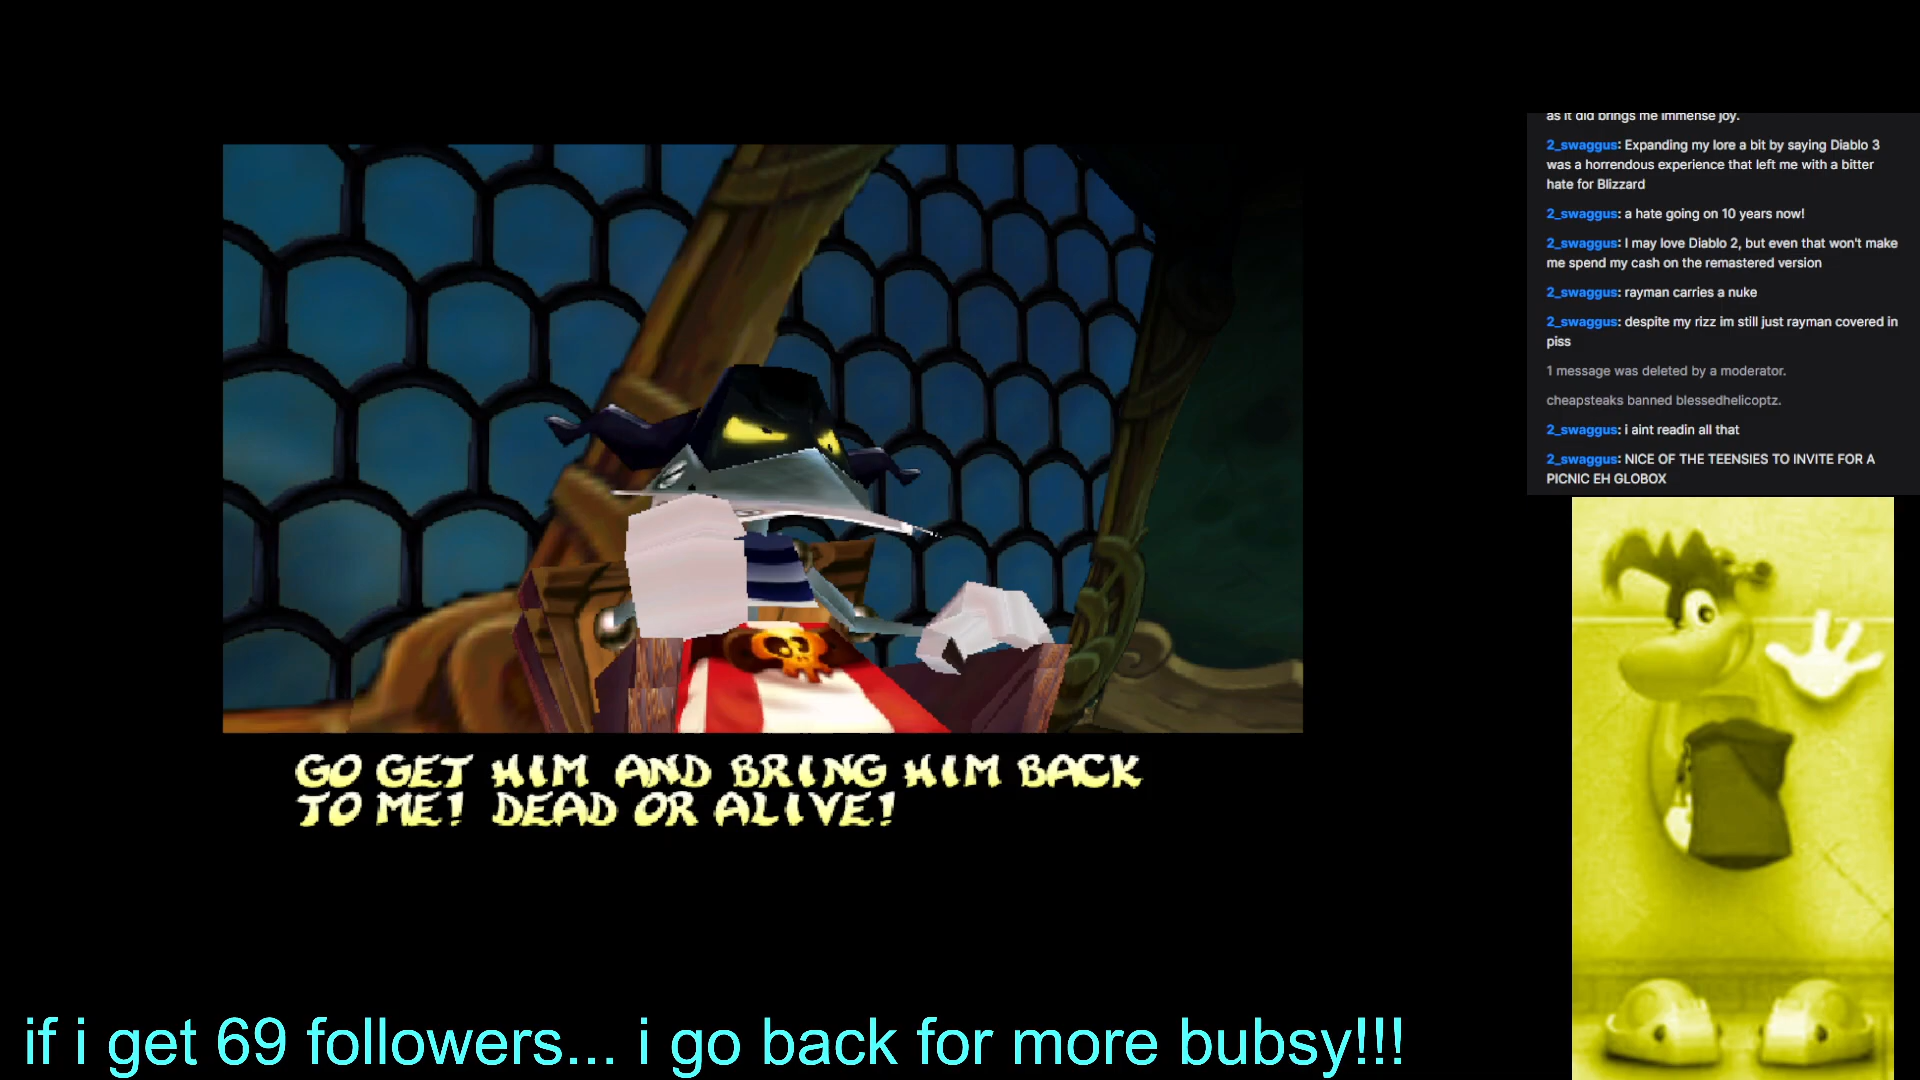 as it did brings me immense joy.
2_swaggus: Expanding my lore a bit by saying Diablo 3
was a horrendous experience that left me with a bitter
hate for Blizzard
2_swaggus: a hate going on 10 years now!
2_swaggus: I may love Diablo 2, but even that won't make
me spend my cash on the remastered version
2_swaggus: rayman carries a nuke
2_swaggus: despite my rizz im still just rayman covered in
piss
1 message was deleted by a moderator.
cheapsteaks banned blessedhelicoptz.
2_swaggus: i aint readin all that
2_swaggus: NICE OF THE TEENSIES TO INVITE FOR A
PICNIC EH GLOBOX
GO GET HIM AND BRING HIM BACK
TO ME! DEAD OR ALIVE!
if i get 69 followers... i go back for more bubsy!!!